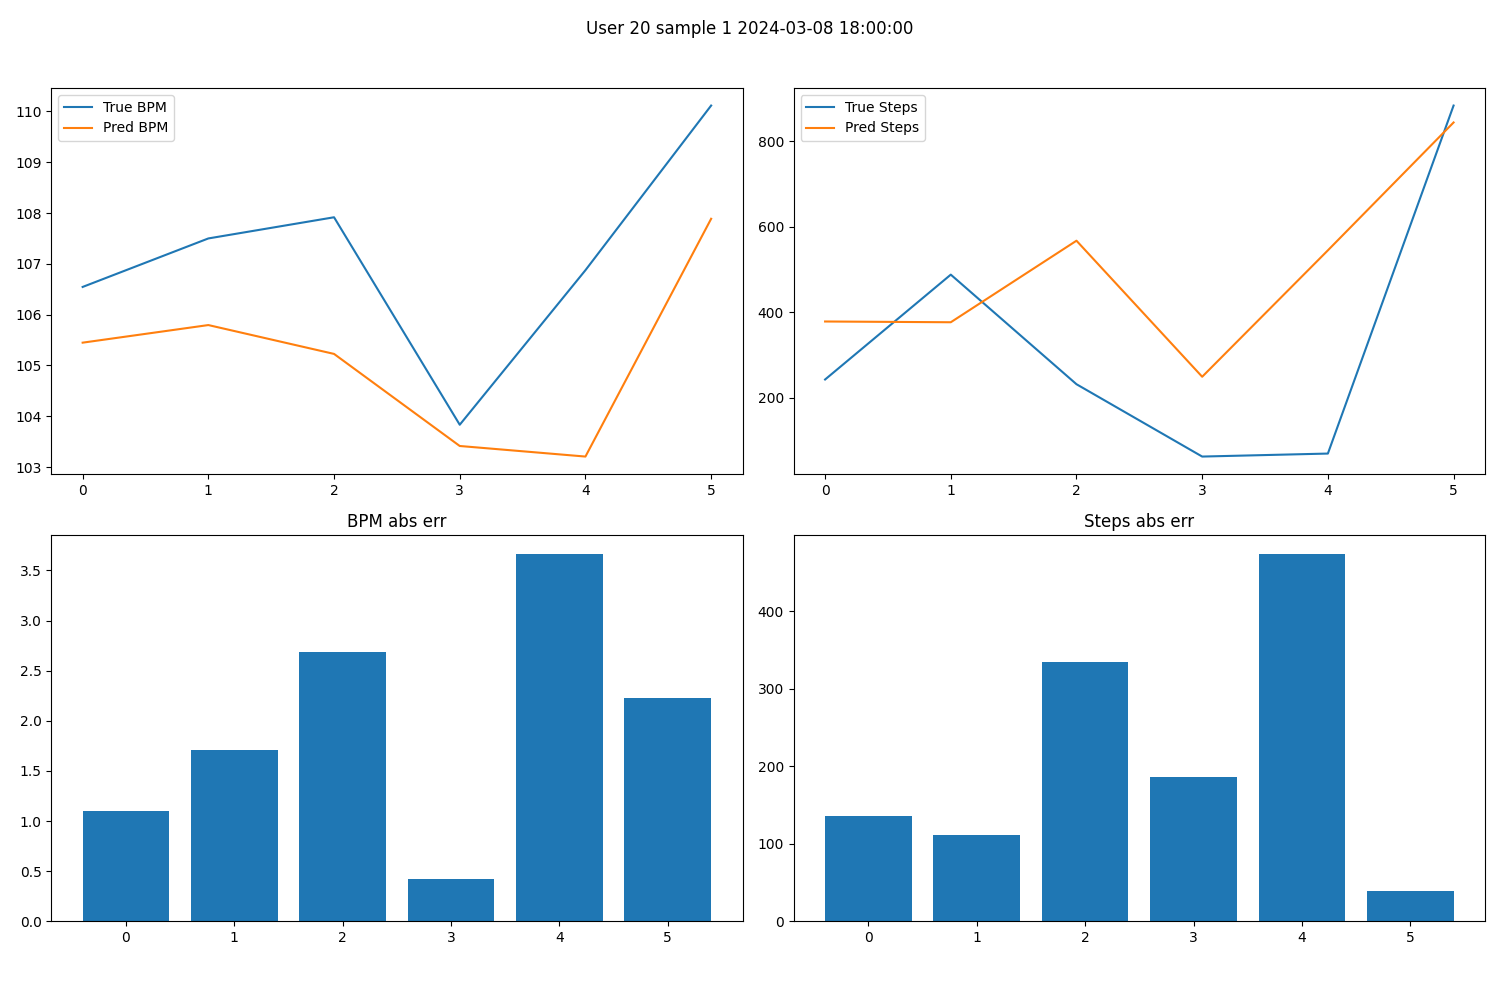 User 20 sample 1 2024-03-08 18:00:00
True BPM
Pred BPM
110
109
108
107
106
105
104
103
0 1 2 3 4 5
True Steps
Pred Steps
800
600
400
200
0 1 2 3 4 5
BPM abs err
3.5
3.0
2.5
2.0
1.5
1.0
0.5
0.0
0 1 2 3 4 5
Steps abs err
400
300
200
100
0
0 1 2 3 4 5